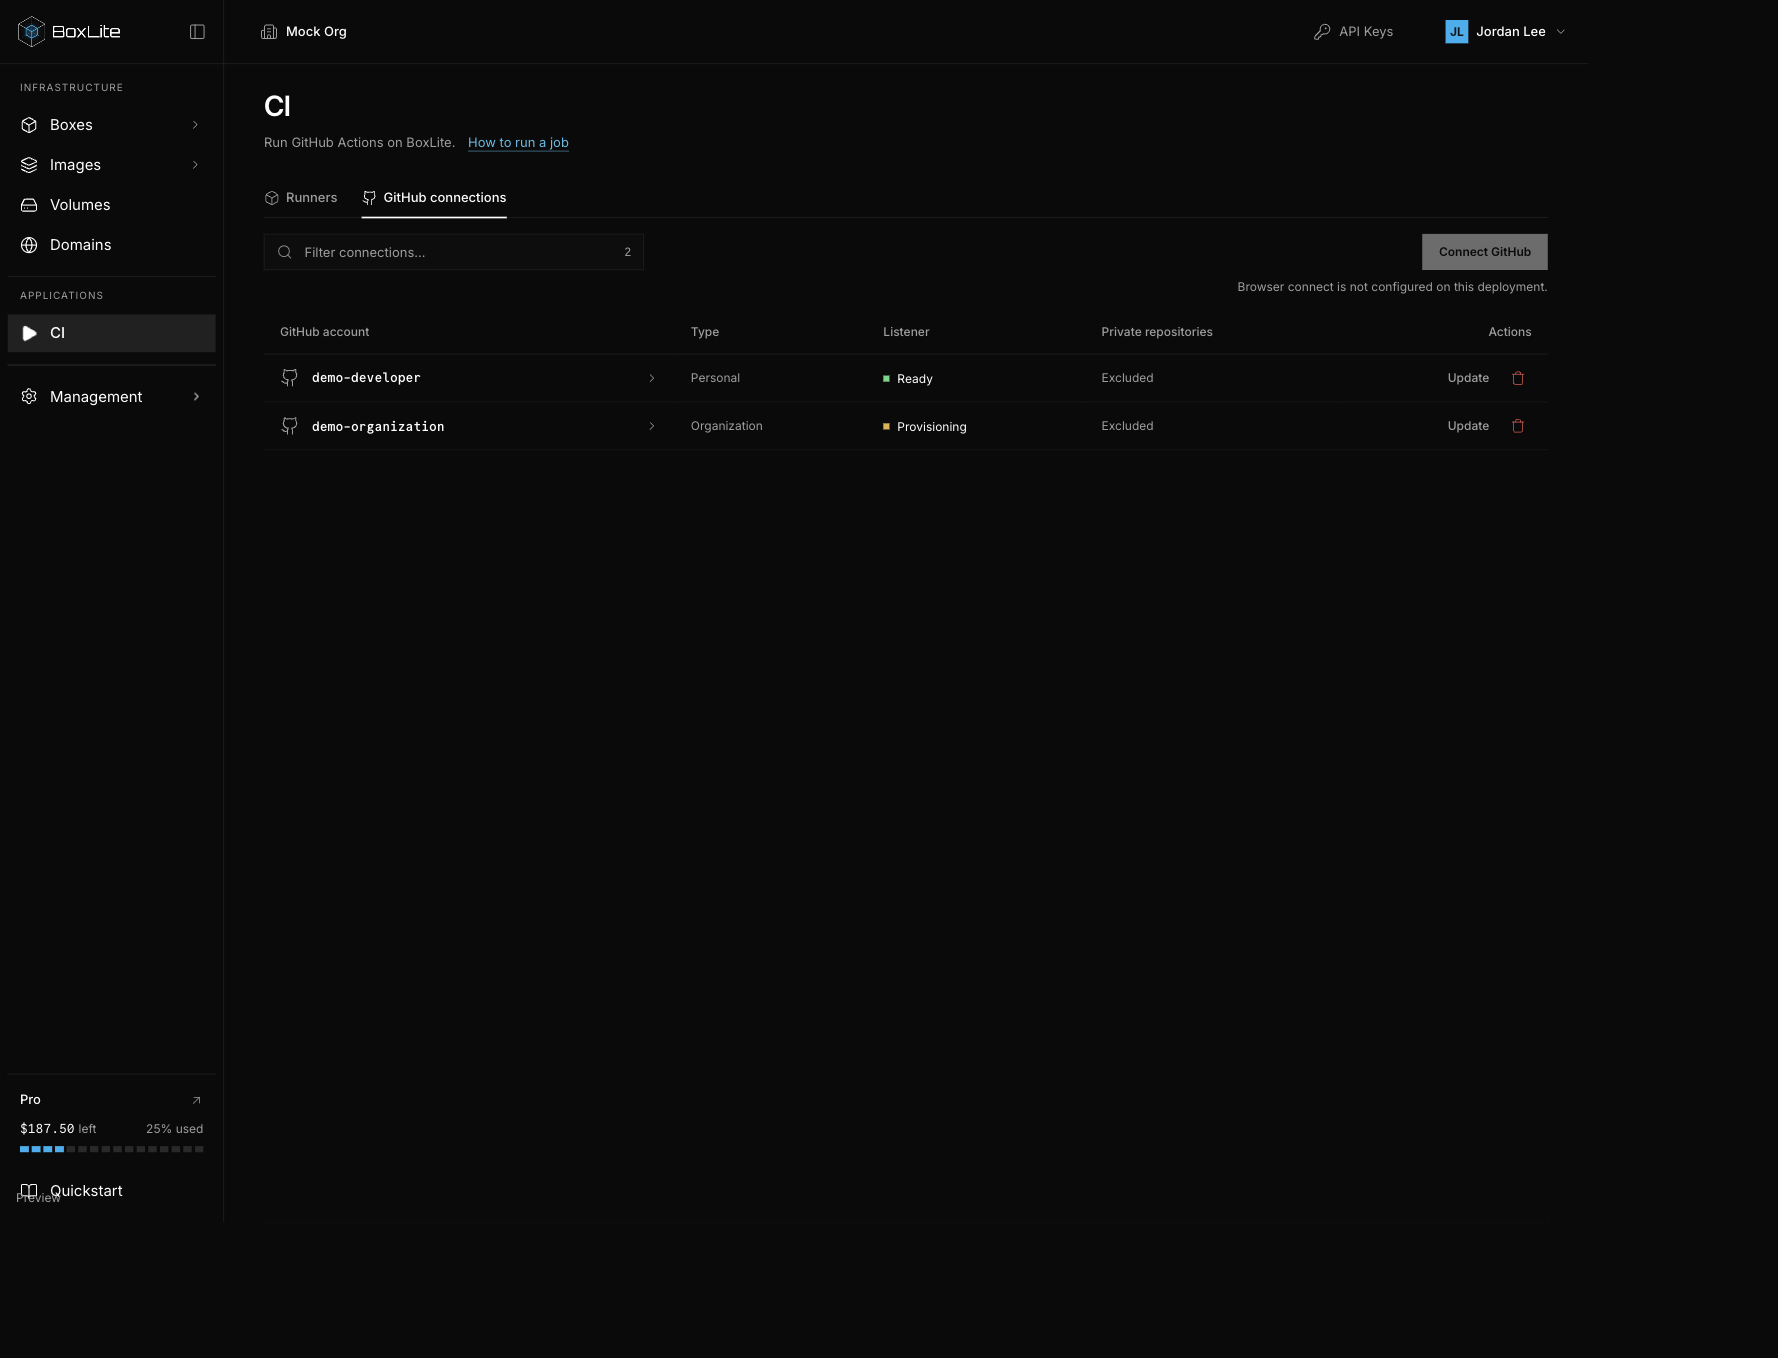 BoxLite
Mock Org
API Keys
JL
Jordan Lee
INFRASTRUCTURE
Boxes
Images
Volumes
Domains
APPLICATIONS
CI
Management
CI
Run GitHub Actions on BoxLite. How to run a job
Runners
GitHub connections
Filter connections...
2
Connect GitHub
Browser connect is not configured on this deployment.
GitHub account Type Listener Private repositories Actions
demo-developer Personal Ready Excluded Update
demo-organization Organization Provisioning Excluded Update
Pro
$187.50 left 25% used
Quickstart
Preview